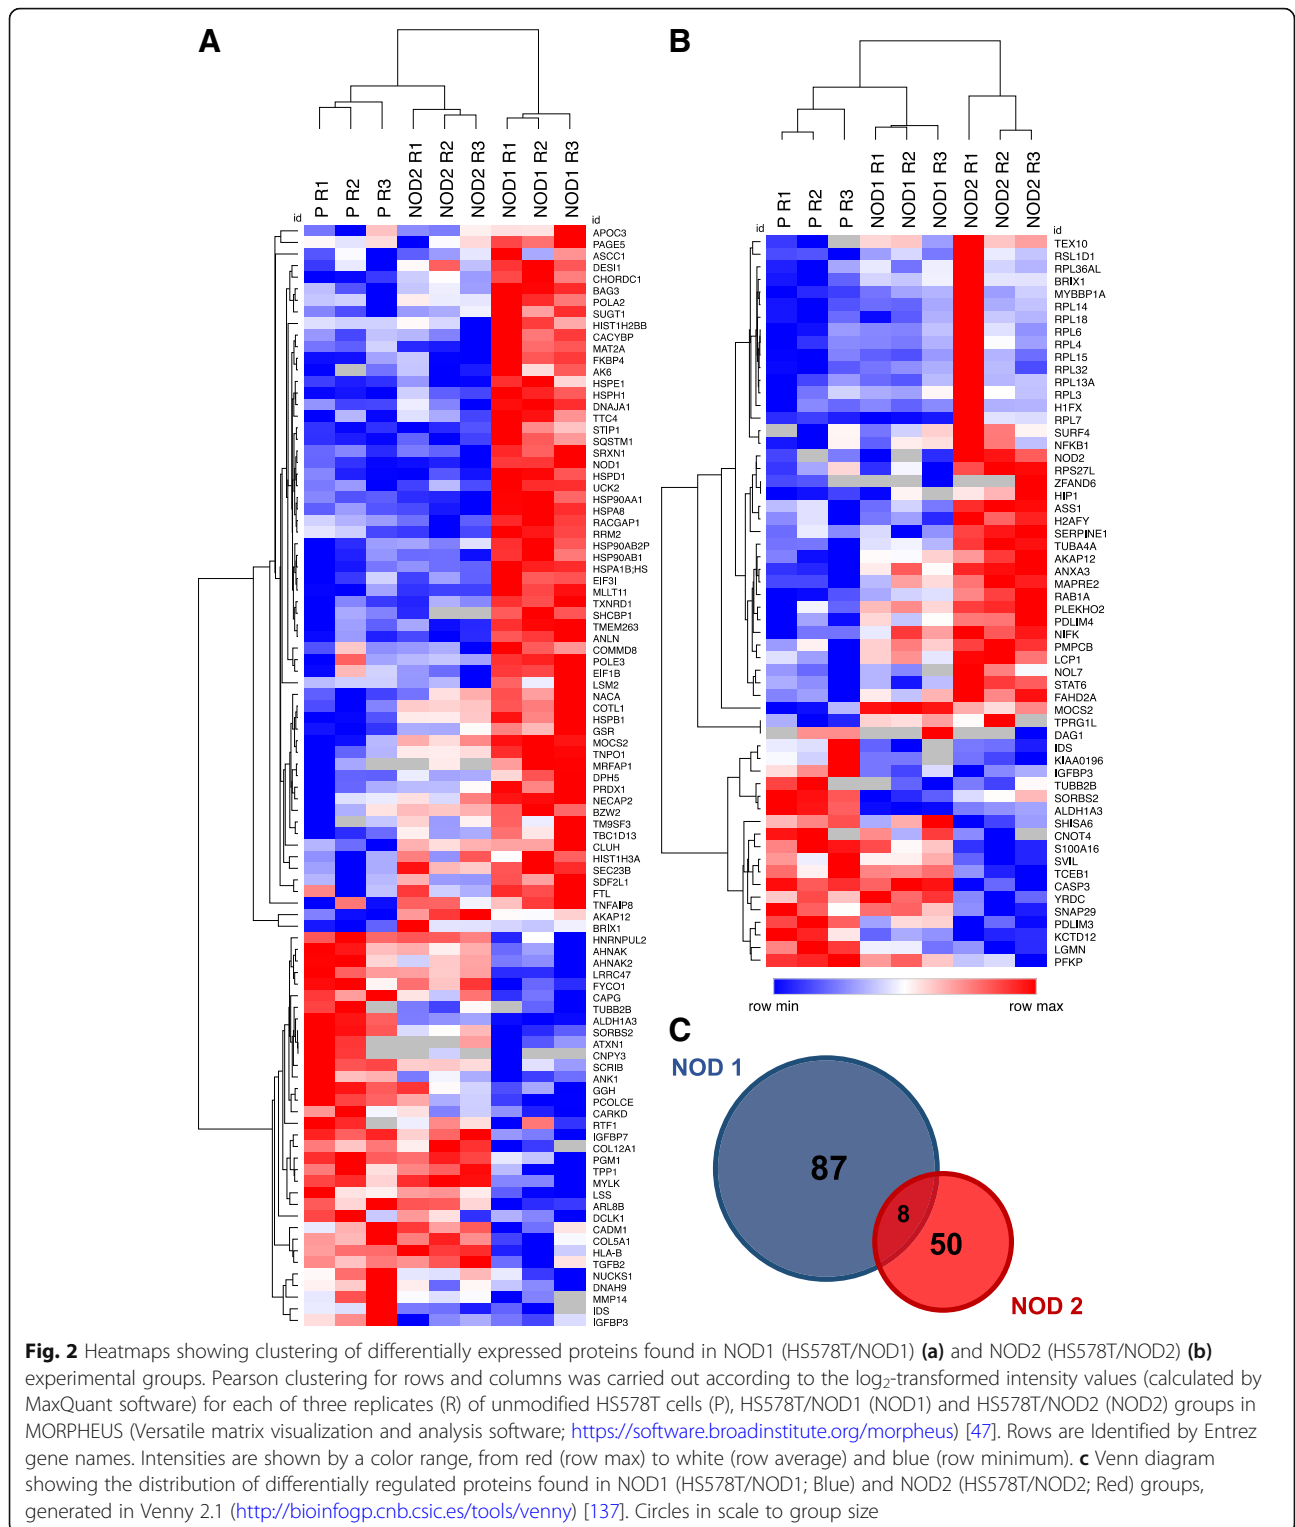 A
P R1
P R2
P R3
NOD2 R1
NOD2 R2
NOD2 R3
NOD1 R1
NOD1 R2
NOD1 R3
id
id
APOC3
PAGE5
ASCC1
DESI1
CHORDC1
BAG3
POLA2
SUGT1
HIST1H2BB
CACYBP
MAT2A
FKBP4
AK6
HSPE1
HSPH1
DNAJA1
TTC4
STIP1
SQSTM1
SRXN1
NOD1
HSPD1
UCK2
HSP90AA1
HSPA8
RACGAP1
RRM2
HSP90AB2P
HSP90AB1
HSPA1B;HS
EIF3I
MLLT11
TXNRD1
SHCBP1
TMEM263
ANLN
COMMD8
POLE3
EIF1B
LSM2
NACA
COTL1
HSPB1
GSR
MOCS2
TNPO1
MRFAP1
DPH5
PRDX1
NECAP2
BZW2
TM9SF3
TBC1D13
CLUH
HIST1H3A
SEC23B
SDF2L1
FTL
TNFAIP8
AKAP12
BRIX1
HNRNPUL2
AHNAK
AHNAK2
LRRC47
FYCO1
CAPG
TUBB2B
ALDH1A3
SORBS2
ATXN1
CNPY3
SCRIB
ANK1
GGH
PCOLCE
CARKD
RTF1
IGFBP7
COL12A1
PGM1
TPP1
MYLK
LSS
ARL8B
DCLK1
CADM1
COL5A1
HLA-B
TGFB2
NUCKS1
DNAH9
MMP14
IDS
IGFBP3
B
P R1
P R2
P R3
NOD1 R1
NOD1 R2
NOD1 R3
NOD2 R1
NOD2 R2
NOD2 R3
id
id
TEX10
RSL1D1
RPL36AL
BRIX1
MYBBP1A
RPL14
RPL18
RPL6
RPL4
RPL15
RPL32
RPL13A
RPL3
H1FX
RPL7
SURF4
NFKB1
NOD2
RPS27L
ZFAND6
HIP1
ASS1
H2AFY
SERPINE1
TUBA4A
AKAP12
ANXA3
MAPRE2
RAB1A
PLEKHO2
PDLIM4
NIFK
PMPCB
LCP1
NOL7
STAT6
FAHD2A
MOCS2
TPRG1L
DAG1
IDS
KIAA0196
IGFBP3
TUBB2B
SORBS2
ALDH1A3
SHISA6
CNOT4
S100A16
SVIL
TCEB1
CASP3
YRDC
SNAP29
PDLIM3
KCTD12
LGMN
PFKP
row min
row max
C
NOD 1
87
8
50
NOD 2
Fig. 2 Heatmaps showing clustering of differentially expressed proteins found in NOD1 (HS578T/NOD1) (a) and NOD2 (HS578T/NOD2) (b)
experimental groups. Pearson clustering for rows and columns was carried out according to the log₂-transformed intensity values (calculated by
MaxQuant software) for each of three replicates (R) of unmodified HS578T cells (P), HS578T/NOD1 (NOD1) and HS578T/NOD2 (NOD2) groups in
MORPHEUS (Versatile matrix visualization and analysis software; https://software.broadinstitute.org/morpheus) [47]. Rows are Identified by Entrez
gene names. Intensities are shown by a color range, from red (row max) to white (row average) and blue (row minimum). c Venn diagram
showing the distribution of differentially regulated proteins found in NOD1 (HS578T/NOD1; Blue) and NOD2 (HS578T/NOD2; Red) groups,
generated in Venny 2.1 (http://bioinfogp.cnb.csic.es/tools/venny) [137]. Circles in scale to group size